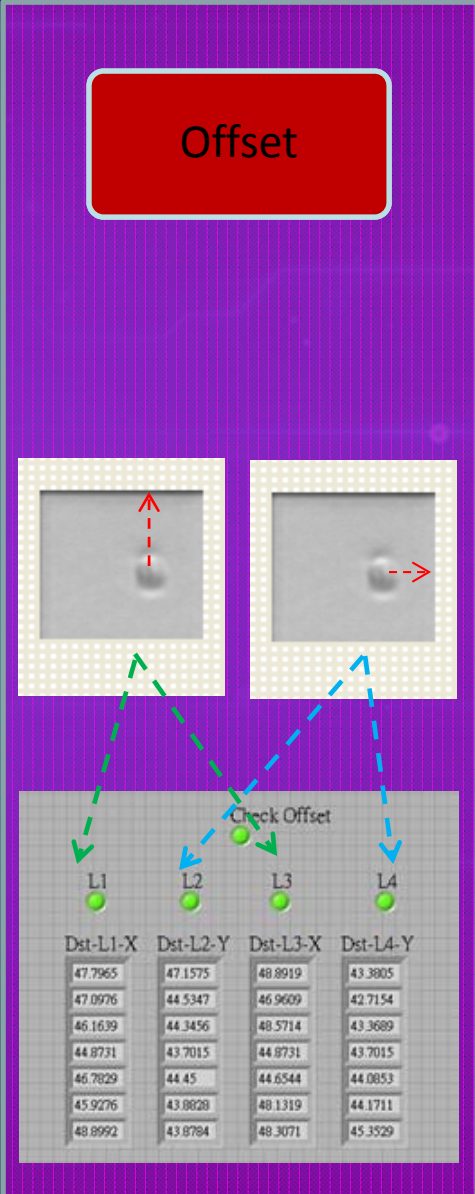 Offset
Check Offset
L1 L2 L3 L4
Dst-L1-X Dst-L2-Y Dst-L3-X Dst-L4-Y
47.7965 47.1575 48.8919 43.3805
47.0976 44.5347 46.9609 42.7154
46.1639 44.3456 48.5714 43.3689
44.8731 43.7015 44.8731 43.7015
46.7829 44.45 44.6544 44.0853
45.9276 43.8828 48.1319 44.1711
48.8992 43.8784 48.3071 45.3529